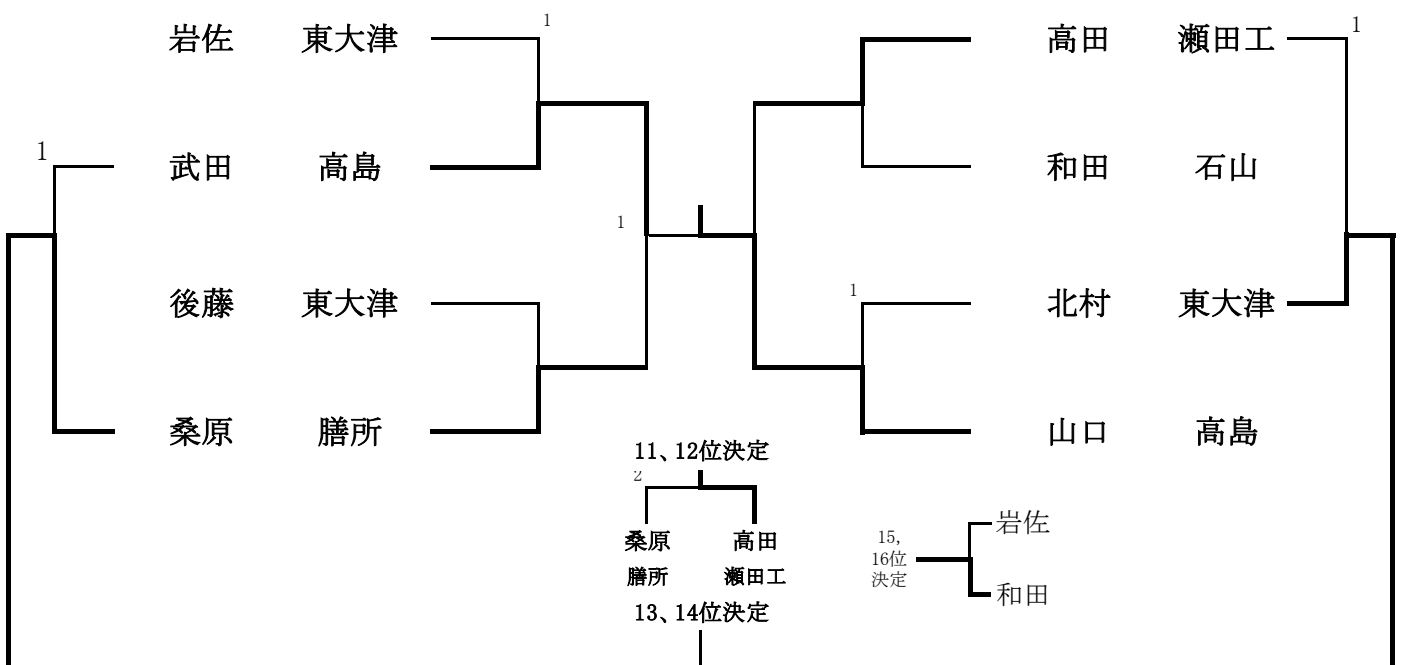 1
1
岩佐 東大津
高田 瀬田工
1
武田 高島
和田 石山
1
1
後藤 東大津
北村 東大津
桑原 膳所
山口 高島
11、12位決定
2
桑原 高田
膳所 瀬田工
13、14位決定
15,
16位
決定
岩佐
和田